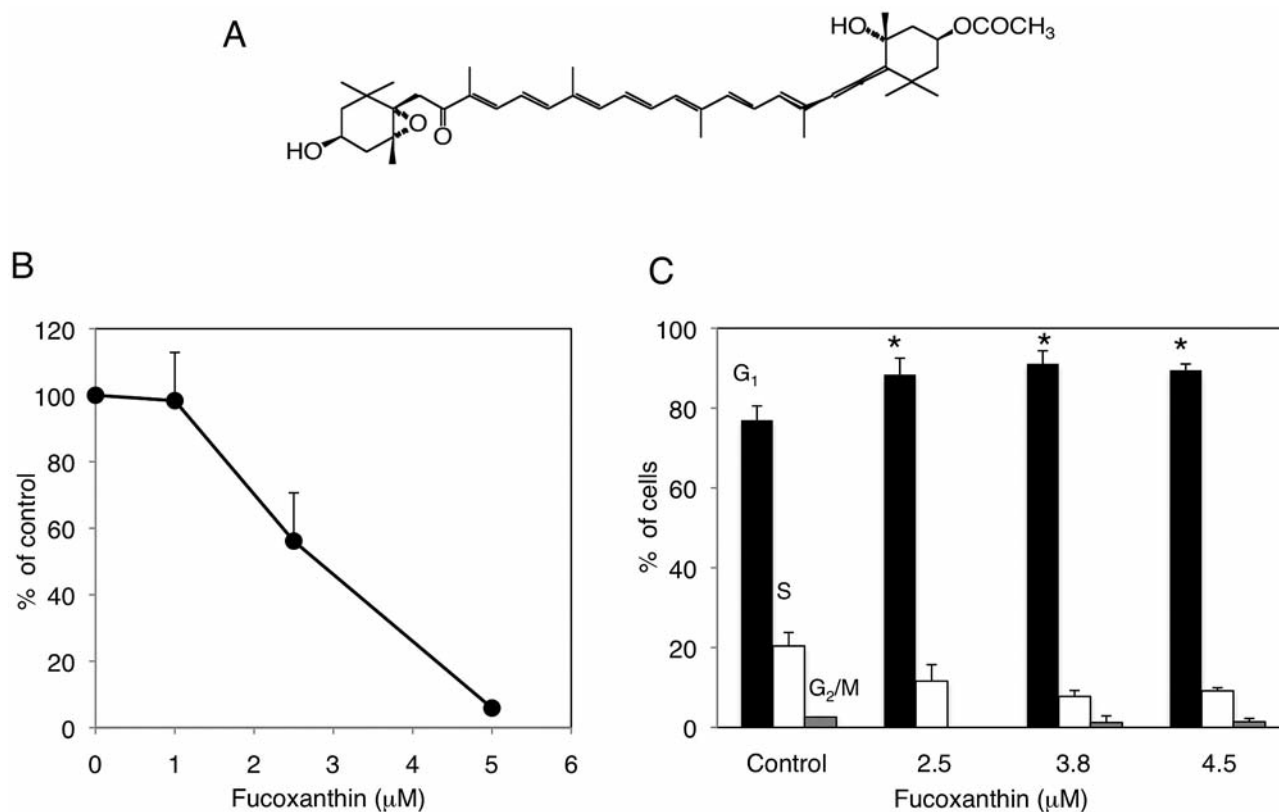 A
HO
OCOCH3
O
O
HO
B
120
100
80
60
40
20
0
% of control
0 1 2 3 4 5 6
Fucoxanthin (μM)
C
100
80
60
40
20
0
% of cells
G1
S
G2/M
*
*
*
Control 2.5 3.8 4.5
Fucoxanthin (μM)